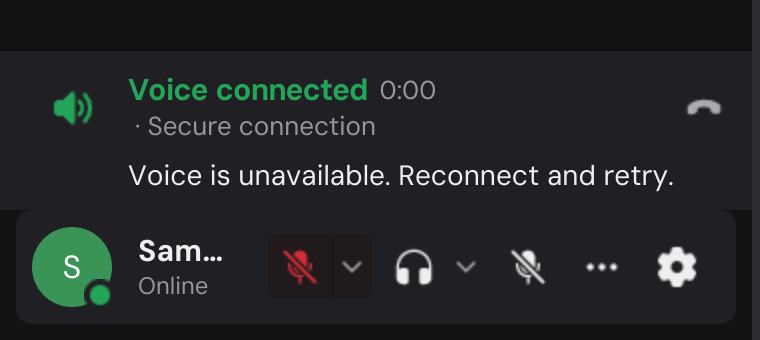 Voice connected 0:00
· Secure connection
Voice is unavailable. Reconnect and retry.
S
Sam...
Online